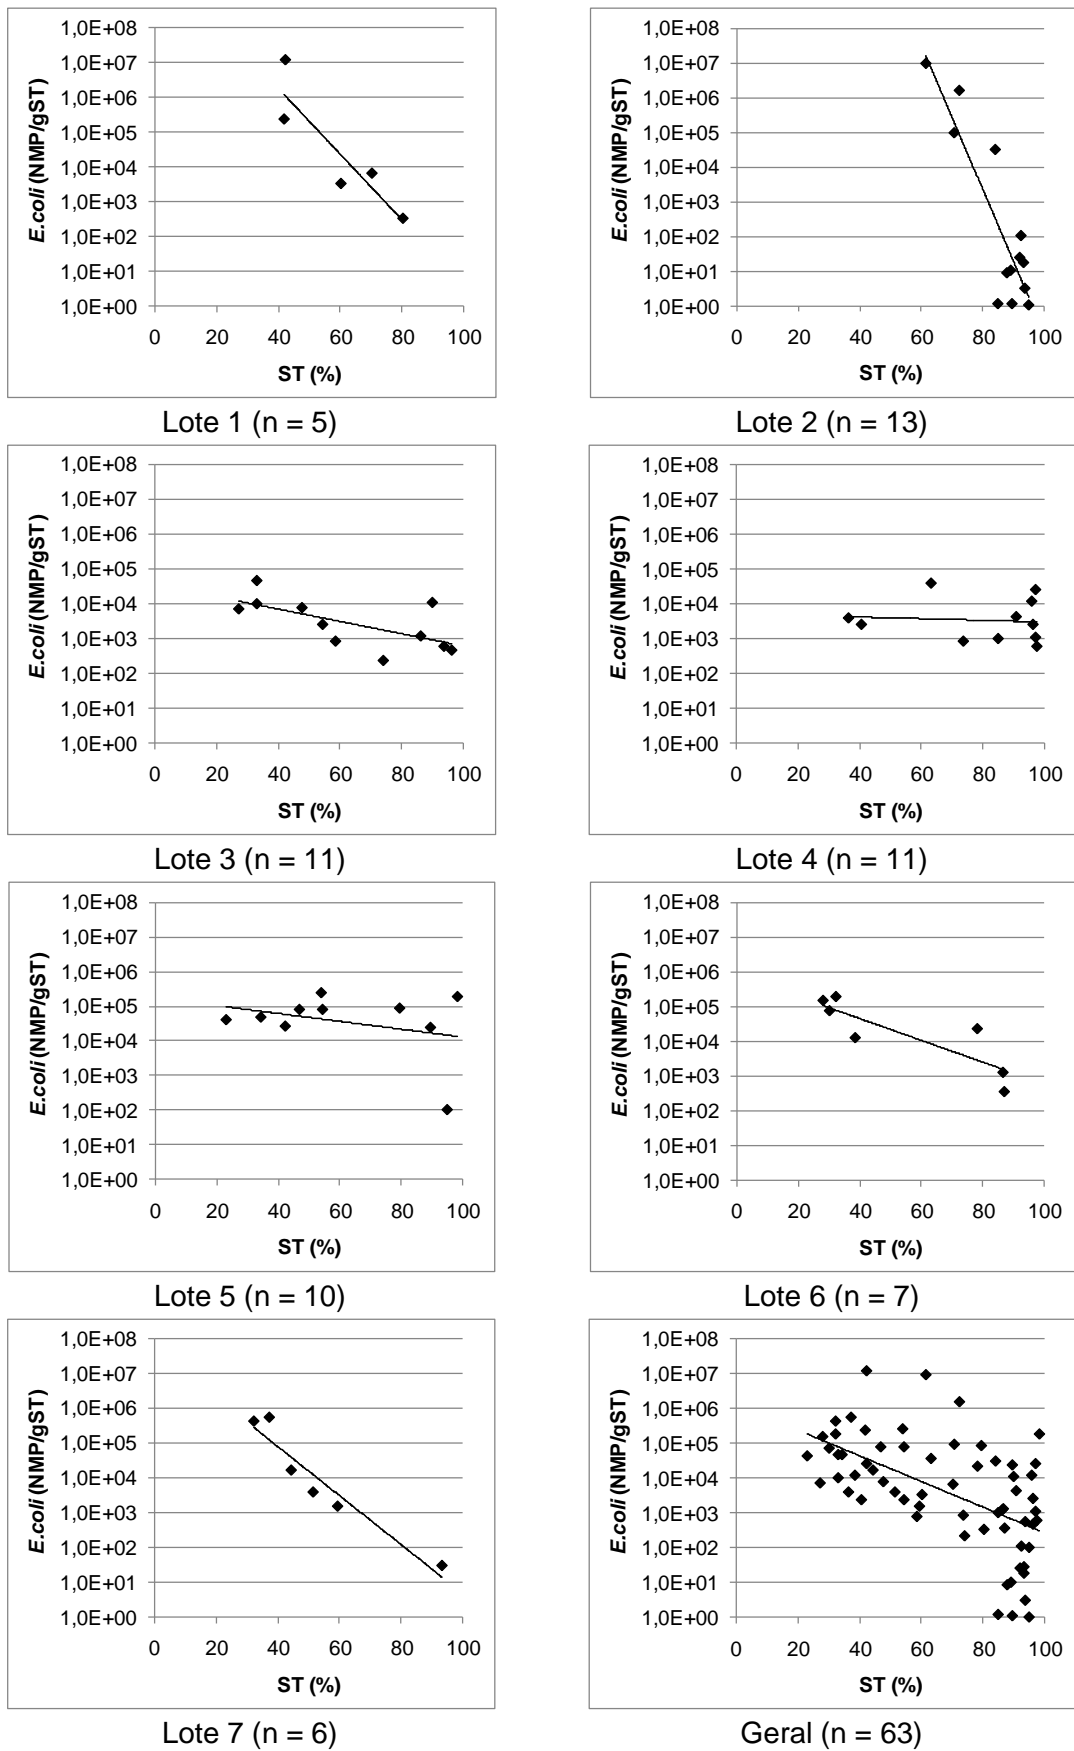 1,0E+08
1,0E+07
1,0E+06
1,0E+05
1,0E+04
1,0E+03
1,0E+02
1,0E+01
1,0E+00
E.coli (NMP/gST)
0 20 40 60 80 100
ST (%)
Lote 1 (n = 5)
1,0E+08
1,0E+07
1,0E+06
1,0E+05
1,0E+04
1,0E+03
1,0E+02
1,0E+01
1,0E+00
E.coli (NMP/gST)
0 20 40 60 80 100
ST (%)
Lote 2 (n = 13)
1,0E+08
1,0E+07
1,0E+06
1,0E+05
1,0E+04
1,0E+03
1,0E+02
1,0E+01
1,0E+00
E.coli (NMP/gST)
0 20 40 60 80 100
ST (%)
Lote 3 (n = 11)
1,0E+08
1,0E+07
1,0E+06
1,0E+05
1,0E+04
1,0E+03
1,0E+02
1,0E+01
1,0E+00
E.coli (NMP/gST)
0 20 40 60 80 100
ST (%)
Lote 4 (n = 11)
1,0E+08
1,0E+07
1,0E+06
1,0E+05
1,0E+04
1,0E+03
1,0E+02
1,0E+01
1,0E+00
E.coli (NMP/gST)
0 20 40 60 80 100
ST (%)
Lote 5 (n = 10)
1,0E+08
1,0E+07
1,0E+06
1,0E+05
1,0E+04
1,0E+03
1,0E+02
1,0E+01
1,0E+00
E.coli (NMP/gST)
0 20 40 60 80 100
ST (%)
Lote 6 (n = 7)
1,0E+08
1,0E+07
1,0E+06
1,0E+05
1,0E+04
1,0E+03
1,0E+02
1,0E+01
1,0E+00
E.coli (NMP/gST)
0 20 40 60 80 100
ST (%)
Lote 7 (n = 6)
1,0E+08
1,0E+07
1,0E+06
1,0E+05
1,0E+04
1,0E+03
1,0E+02
1,0E+01
1,0E+00
E.coli (NMP/gST)
0 20 40 60 80 100
ST (%)
Geral (n = 63)